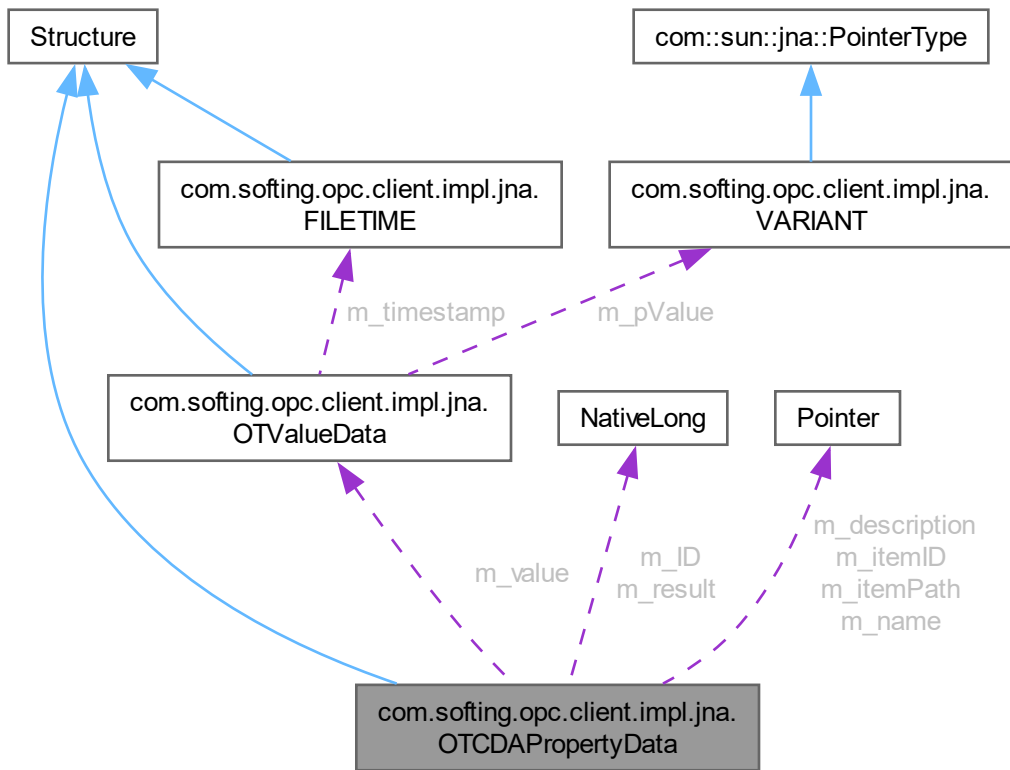 Structure
com::sun::jna::PointerType
com.softing.opc.client.impl.jna.
FILETIME
com.softing.opc.client.impl.jna.
VARIANT
m_timestamp
m_pValue
com.softing.opc.client.impl.jna.
OTValueData
NativeLong
Pointer
m_value
m_ID
m_result
m_description
m_itemID
m_itemPath
m_name
com.softing.opc.client.impl.jna.
OTCDAPropertyData